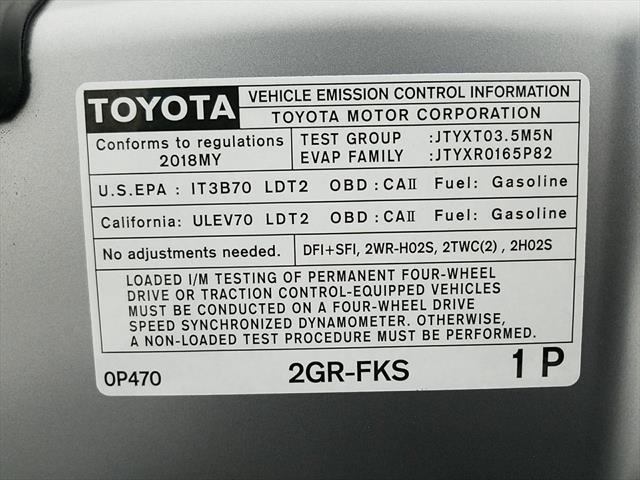 TOYOTA
VEHICLE EMISSION CONTROL INFORMATION
TOYOTA MOTOR CORPORATION
Conforms to regulations
2018MY
TEST GROUP :JTYXT03.5M5N
EVAP FAMILY :JTYXR0165P82
U.S.EPA : IT3B70 LDT2 OBD : CAⅡ Fuel: Gasoline
California: ULEV70 LDT2 OBD : CAⅡ Fuel: Gasoline
No adjustments needed.
DFI+SFI, 2WR-HO2S, 2TWC(2) , 2HO2S
LOADED I/M TESTING OF PERMANENT FOUR-WHEEL
DRIVE OR TRACTION CONTROL-EQUIPPED VEHICLES
MUST BE CONDUCTED ON A FOUR-WHEEL DRIVE
SPEED SYNCHRONIZED DYNAMOMETER. OTHERWISE,
A NON-LOADED TEST PROCEDURE MUST BE PERFORMED.
0P470 2GR-FKS 1 P